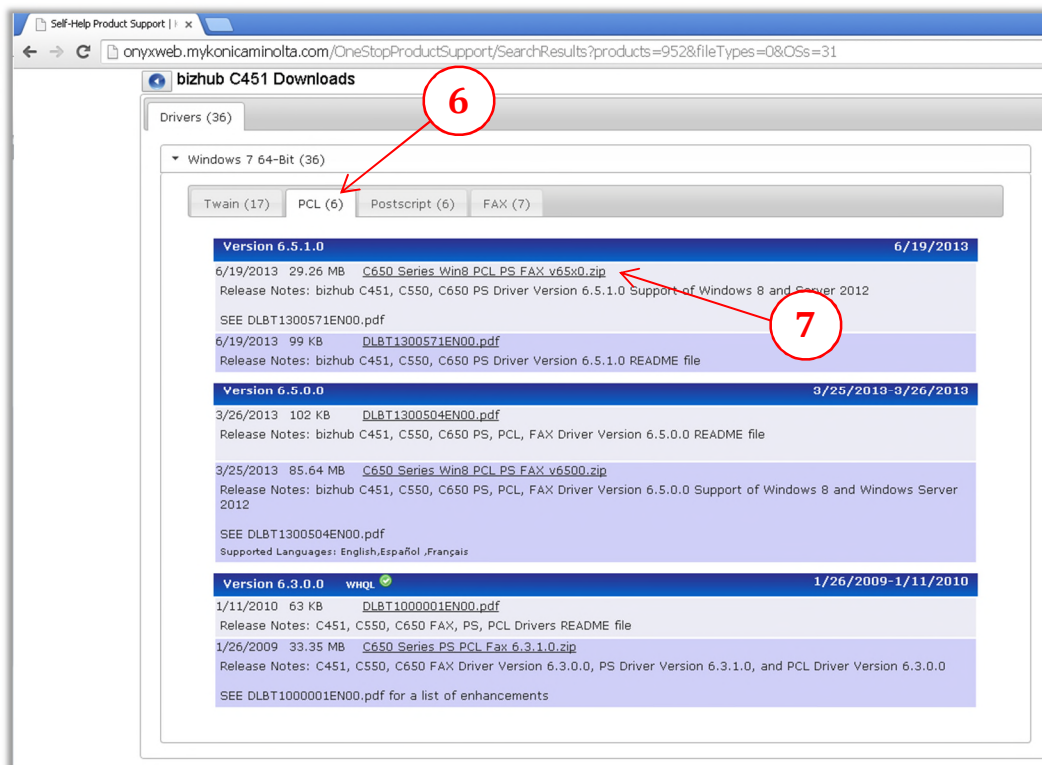 Self-Help Product Support |
onyxweb.mykonicaminolta.com/OneStopProductSupport/SearchResults?products=952&fileTypes=0&OSs=31
bizhub C451 Downloads
6
Drivers (36)
Windows 7 64-Bit (36)
Twain (17) PCL (6) Postscript (6) FAX (7)
Version 6.5.1.0 6/19/2013
6/19/2013 29.26 MB C650 Series Win8 PCL PS FAX v65x0.zip
Release Notes: bizhub C451, C550, C650 PS Driver Version 6.5.1.0 Support of Windows 8 and Server 2012
7
SEE DLBT1300571EN00.pdf
6/19/2013 99 KB DLBT1300571EN00.pdf
Release Notes: bizhub C451, C550, C650 PS Driver Version 6.5.1.0 README file
Version 6.5.0.0 3/25/2013-3/26/2013
3/26/2013 102 KB DLBT1300504EN00.pdf
Release Notes: bizhub C451, C550, C650 PS, PCL, FAX Driver Version 6.5.0.0 README file
3/25/2013 85.64 MB C650 Series Win8 PCL PS FAX v6500.zip
Release Notes: bizhub C451, C550, C650 PS, PCL, FAX Driver Version 6.5.0.0 Support of Windows 8 and Windows Server
2012
SEE DLBT1300504EN00.pdf
Supported Languages: English,Español ,Français
Version 6.3.0.0 WHQL 1/26/2009-1/11/2010
1/11/2010 63 KB DLBT1000001EN00.pdf
Release Notes: C451, C550, C650 FAX, PS, PCL Drivers README file
1/26/2009 33.35 MB C650 Series PS PCL Fax 6.3.1.0.zip
Release Notes: C451, C550, C650 FAX Driver Version 6.3.0.0, PS Driver Version 6.3.1.0, and PCL Driver Version 6.3.0.0
SEE DLBT1000001EN00.pdf for a list of enhancements